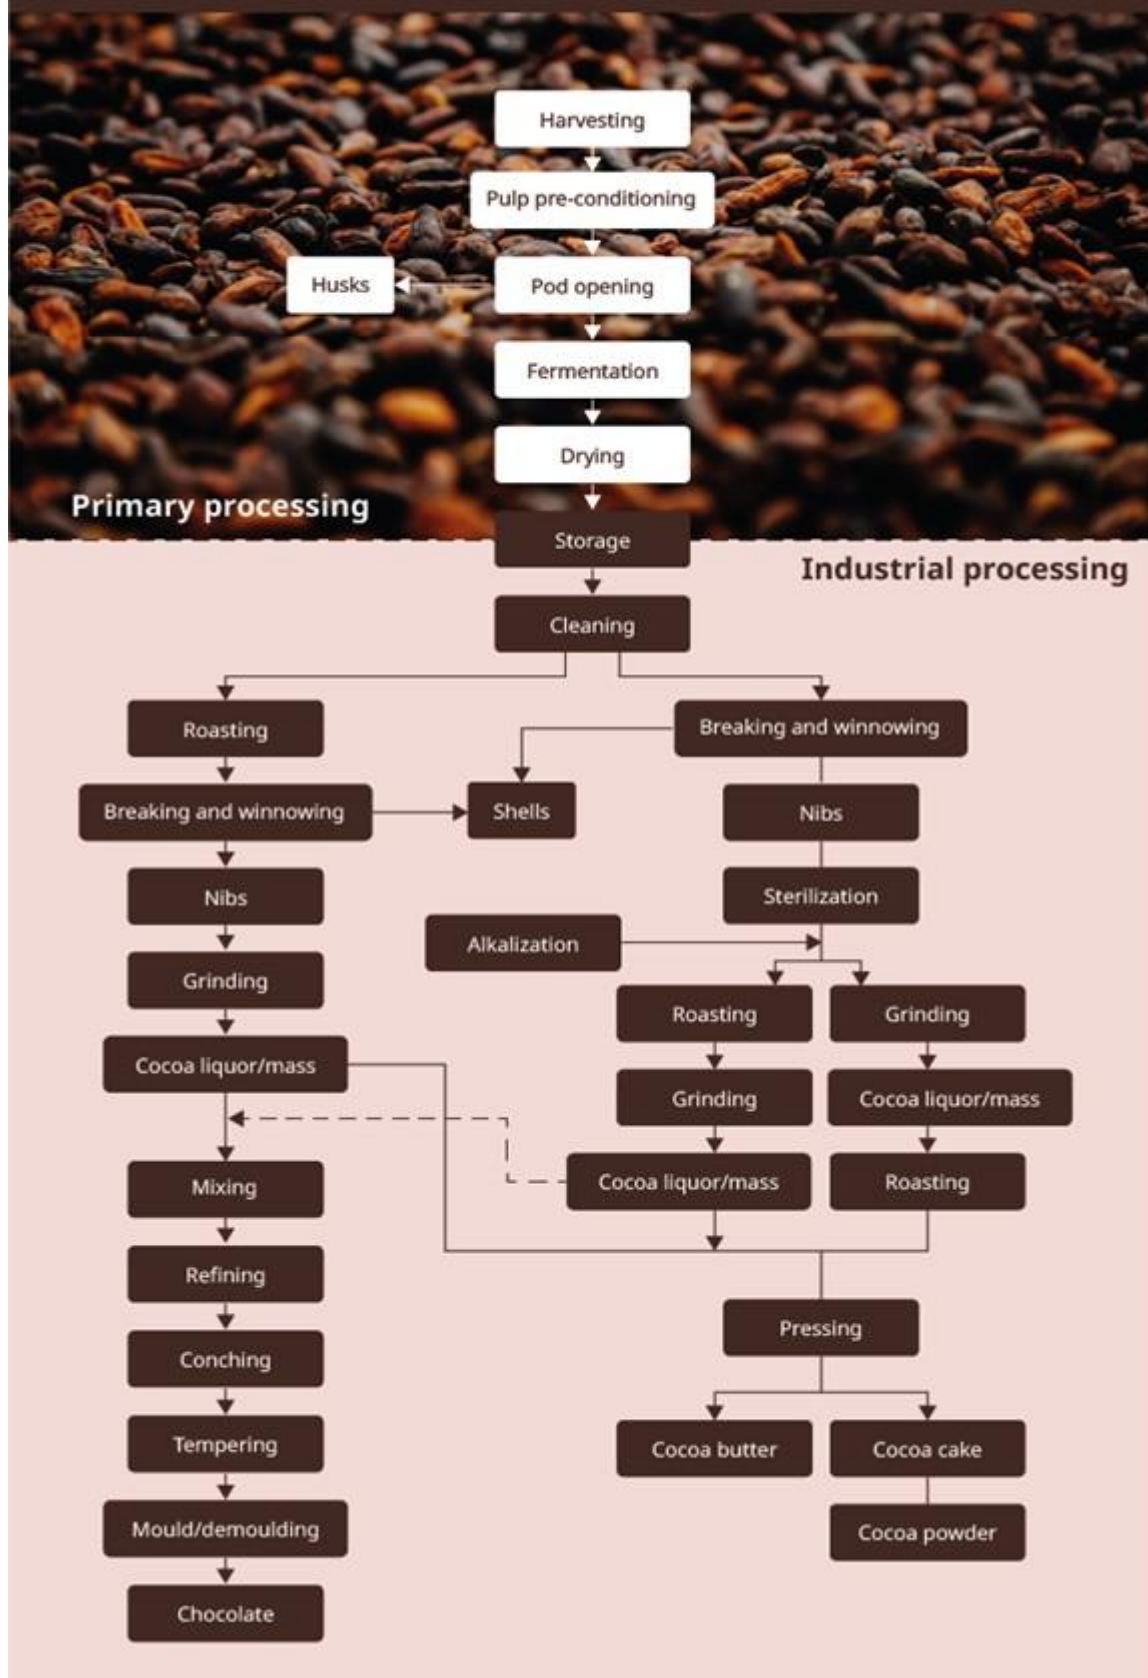 Harvesting
Pulp pre-conditioning
Husks
Pod opening
Fermentation
Drying
Primary processing
Storage
Industrial processing
Cleaning
Roasting
Breaking and winnowing
Breaking and winnowing
Shells
Nibs
Nibs
Sterilization
Alkalization
Grinding
Roasting
Grinding
Cocoa liquor/mass
Grinding
Cocoa liquor/mass
Mixing
Cocoa liquor/mass
Roasting
Refining
Pressing
Conching
Tempering
Cocoa butter
Cocoa cake
Mould/demoulding
Cocoa powder
Chocolate